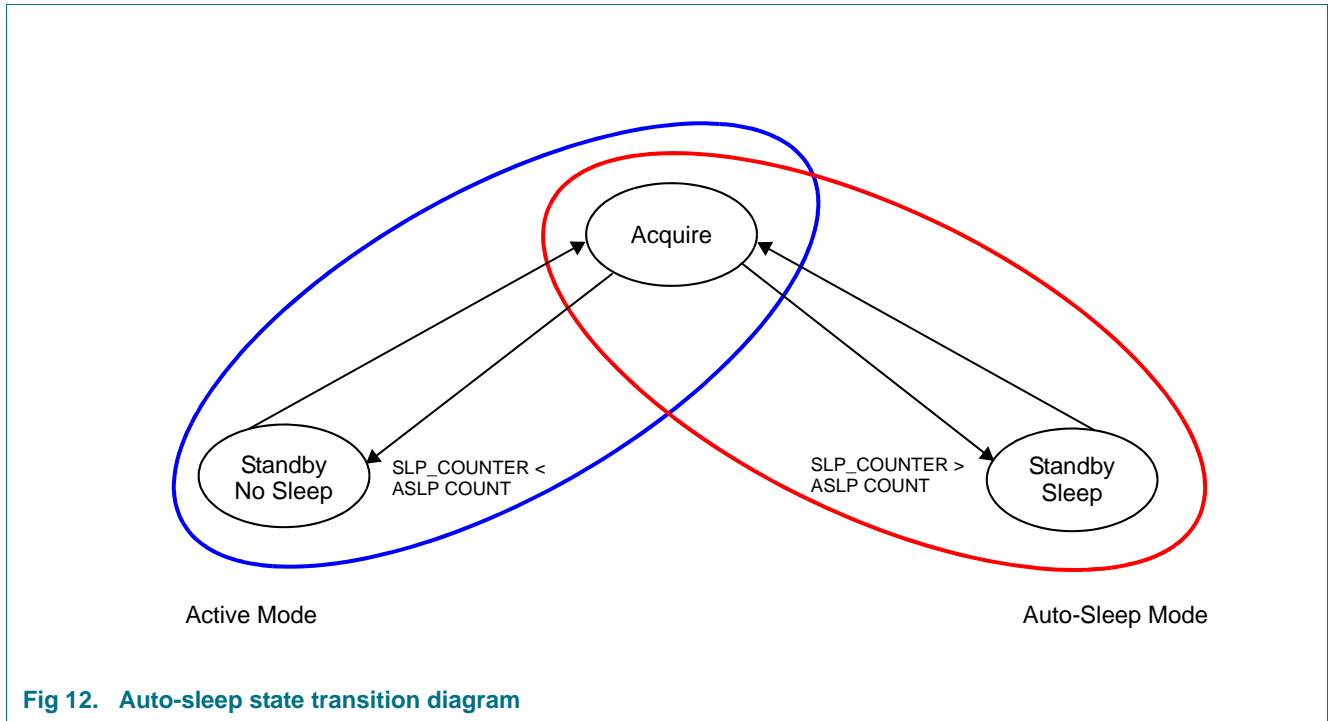 Acquire
Standby
No Sleep
SLP_COUNTER <
ASLP COUNT
SLP_COUNTER >
ASLP COUNT
Standby
Sleep
Active Mode
Auto-Sleep Mode
Fig 12. Auto-sleep state transition diagram